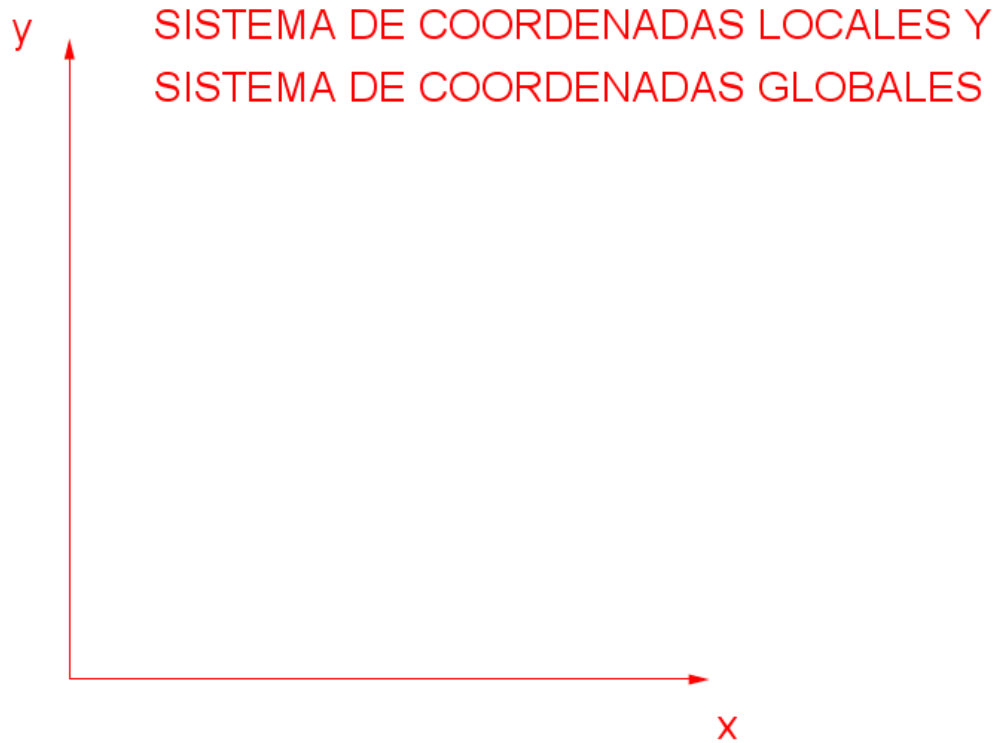 y
SISTEMA DE COORDENADAS LOCALES Y
SISTEMA DE COORDENADAS GLOBALES
x